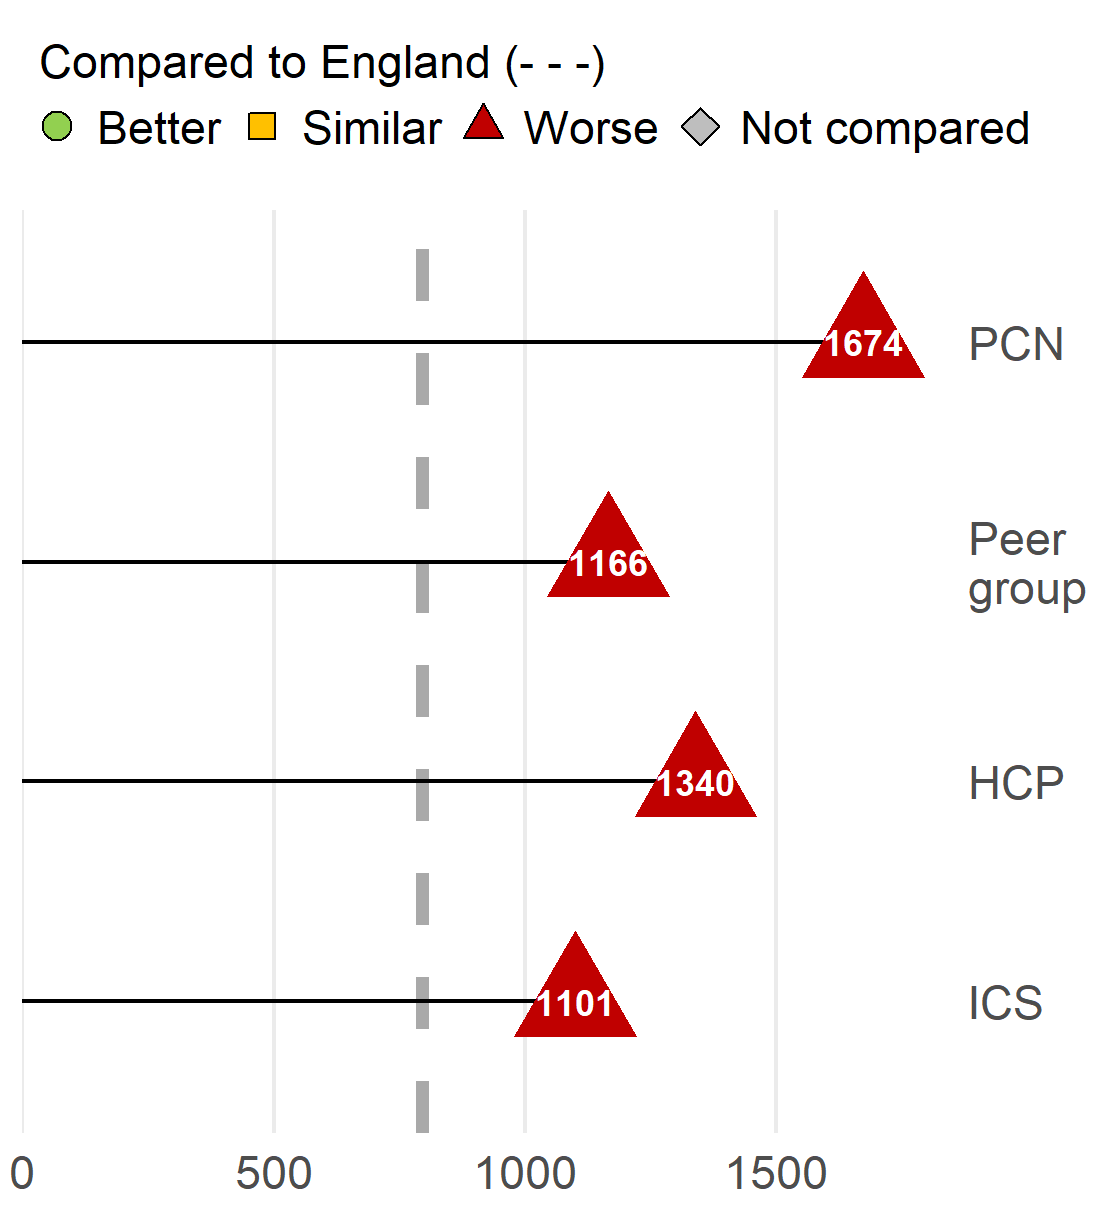 Compared to England (- - -)
Better Similar Worse Not compared
1674 PCN
1166 Peer
group
1340 HCP
1101 ICS
0 500 1000 1500